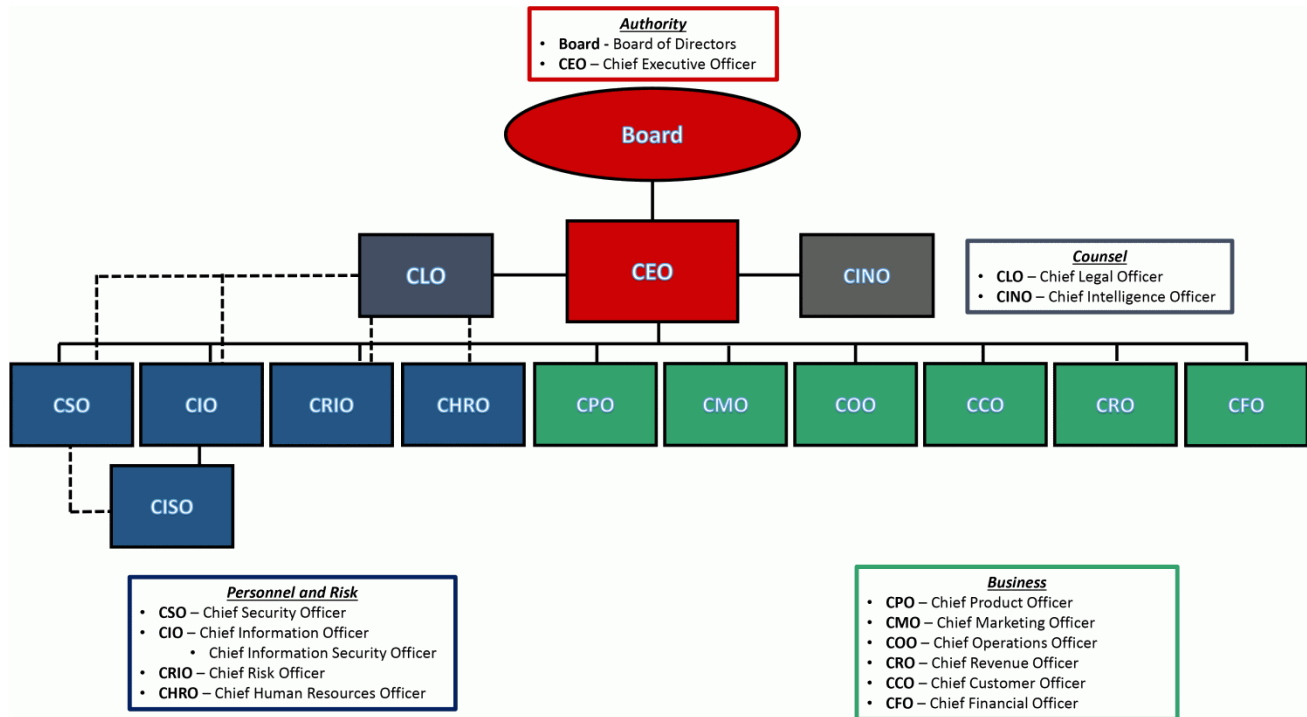 Authority
• Board - Board of Directors
• CEO – Chief Executive Officer
Board
CLO
CEO
CINO
Counsel
• CLO – Chief Legal Officer
• CINO – Chief Intelligence Officer
CSO
CIO
CRIO
CHRO
CPO
CMO
COO
CCO
CRO
CFO
CISO
Personnel and Risk
• CSO – Chief Security Officer
• CIO – Chief Information Officer
• Chief Information Security Officer
• CRIO – Chief Risk Officer
• CHRO – Chief Human Resources Officer
Business
• CPO – Chief Product Officer
• CMO – Chief Marketing Officer
• COO – Chief Operations Officer
• CRO – Chief Revenue Officer
• CCO – Chief Customer Officer
• CFO – Chief Financial Officer